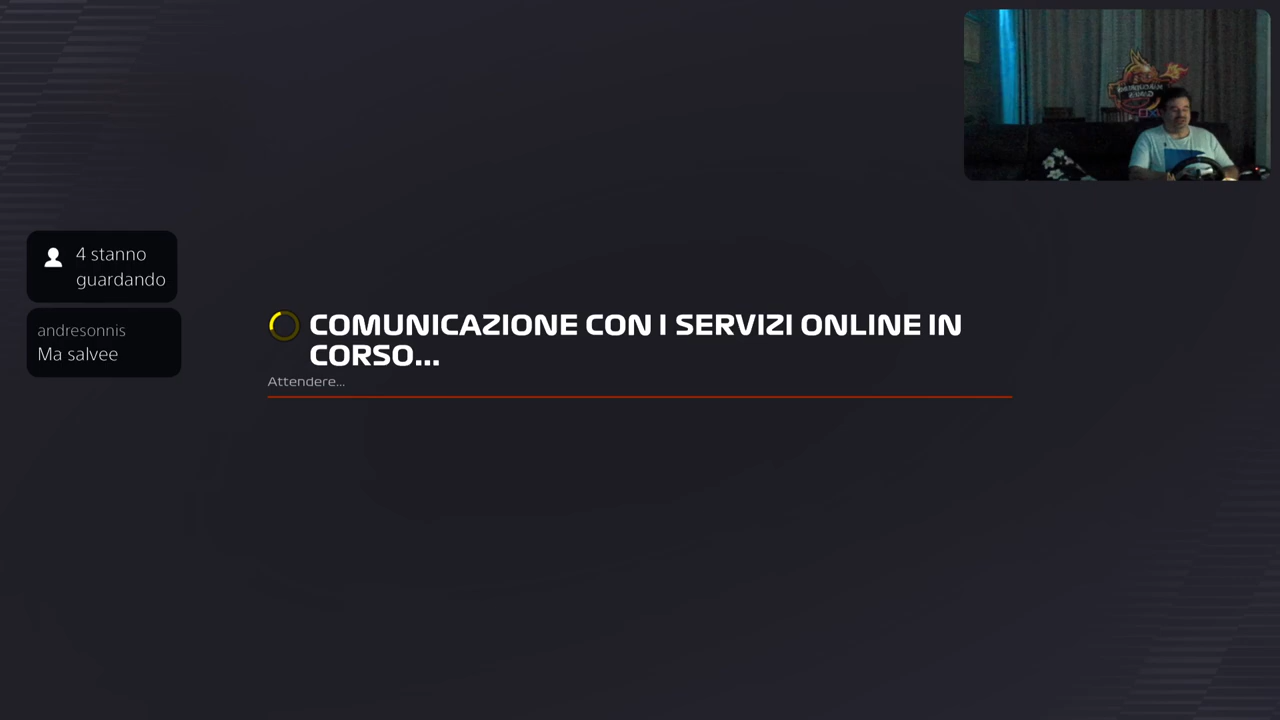 4 stanno
guardando
andresonnis
Ma salvee
COMUNICAZIONE CON I SERVIZI ONLINE IN
CORSO...
Attendere...